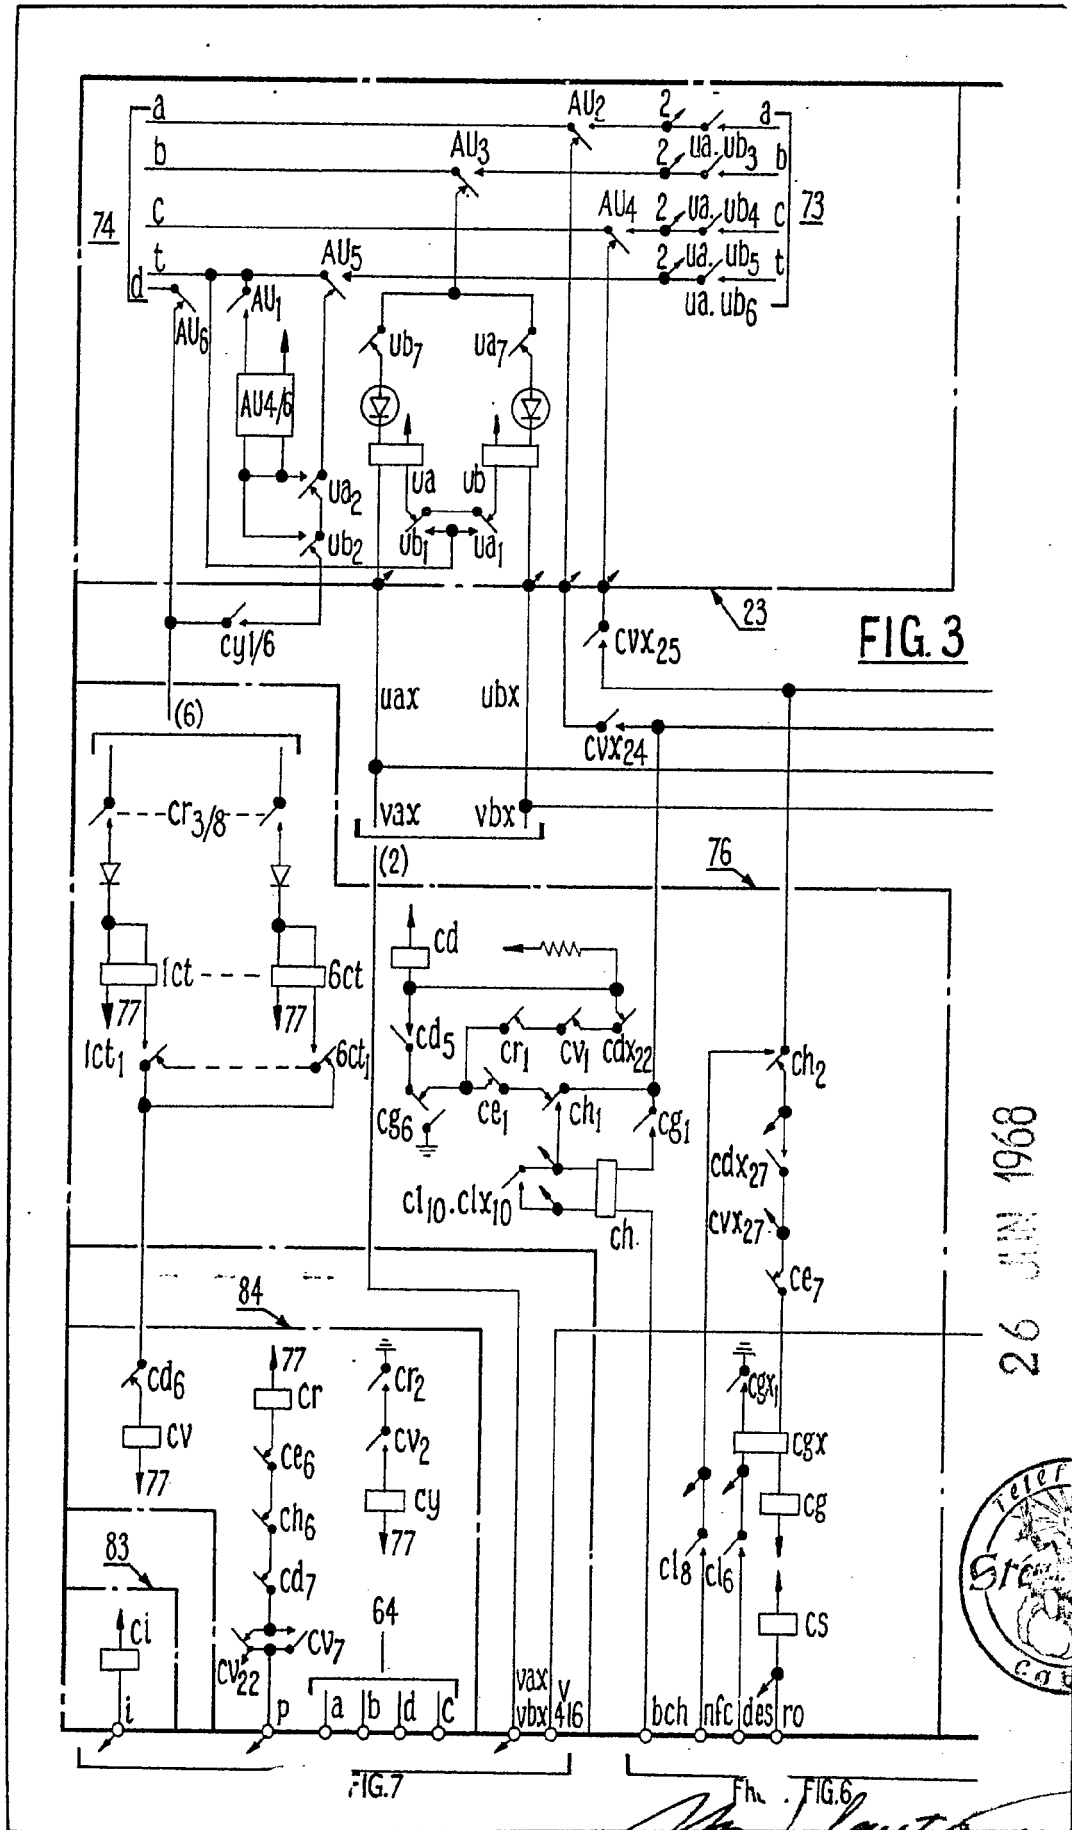 a AU2 2 a
b AU3 2 ua. ub3 b
74 c AU4 2 ua. ub4 c 73
t AU5 2 ua. ub5 t
d AU6 AU1 ua. ub6
ub7 ua7
AU4/6
ua ub
ua2
ub2 ub1 ua1
23
cy1/6 cvx25 FIG. 3
(6) uax ubx
cvx24
cr3/8 vax vbx
(2) 76
cd
1ct 6ct
77 77
1ct1 6ct1 cd5 cr1 cv1 cdx22 ch2
cg6 ce1 ch1 cg1
cdx27
cl10.clx10 cvx27
ch
ce7
26 JUN 1968
84
77
cd6 cr cr2 cgx1
cv ce6 cv2 cgx
77 ch6 cy cg
77
83 cd7 cl8 cl6
64
ci cv7 cs
cv22
i p a b d c vax vbx v 416 bch nfc des ro
FIG.7 FIG.6